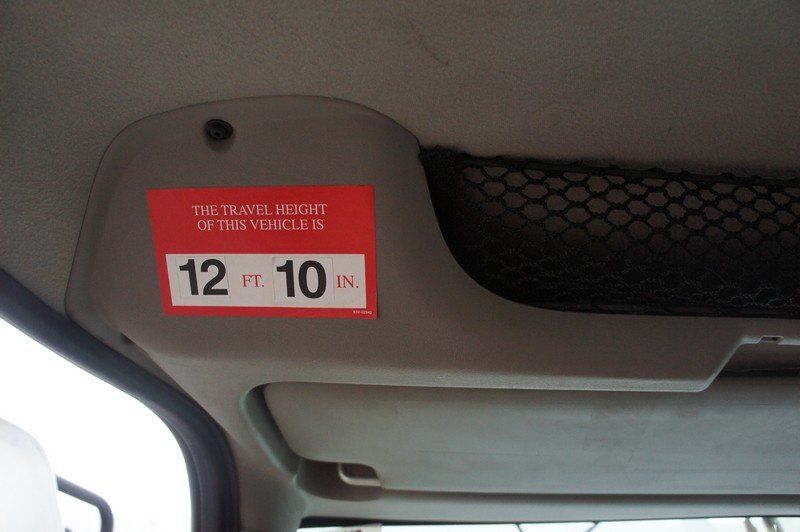 THE TRAVEL HEIGHT
OF THIS VEHICLE IS
12 FT. 10 IN.